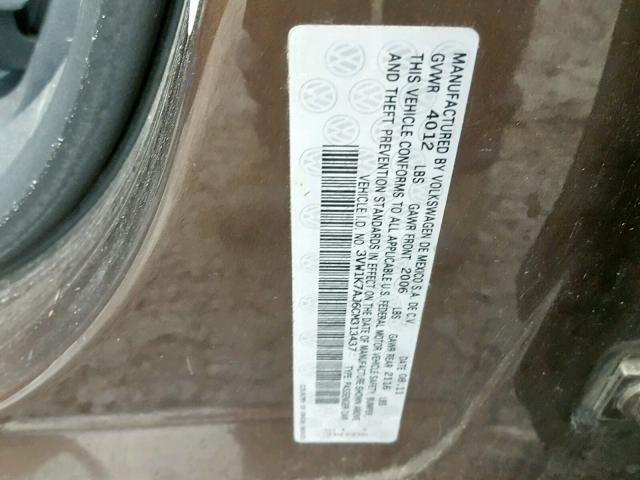 MANUFACTURED BY VOLKSWAGEN DE MEXICO S.A. DE C.V. DATE 08.11
GVWR 4012 LBS GAWR FRONT 2006 LBS GAWR REAR 2116 LBS
THIS VEHICLE CONFORMS TO ALL APPLICABLE U.S. FEDERAL MOTOR VEHICLE SAFETY, BUMPER
AND THEFT PREVENTION STANDARDS IN EFFECT ON THE DATE OF MANUFACTURE SHOWN ABOVE.
VEHICLE I.D. NO. 3VW1K7AJ6CM313437 TYPE: PASSENGER CAR